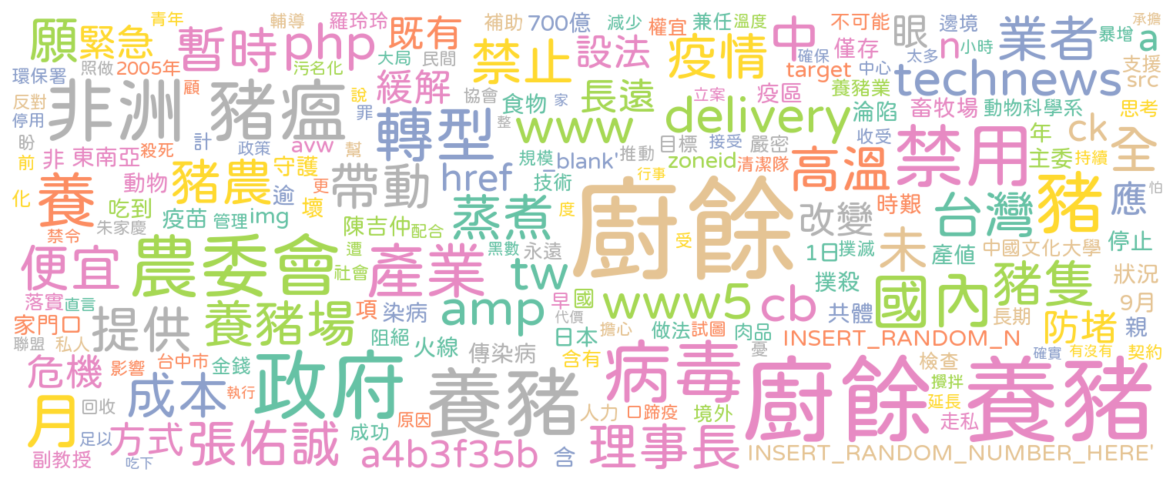 青年 輔導 羅玲玲 補助 700億 減少 權宜 兼任 溫度 不可能 邊境 承擔
願 緊急 暫時 php 既有 禁止 設法 疫情 中 僅存 眼 n 小時 業者 暴增 a
環保署 照做 2005年 污名化 大局 民間 確保 中心 太多 支援
反對 顧 緩解 協會 食物 家 長遠 立案 疫區 target 養豬業 technews src
停用 非洲 豬瘟 說 罪 轉型 整 www delivery 淪陷 畜牧場 動物科學系 思考
盼 計 政策 avw 幫 規模 _blank' 推動 目標 接受 嚴密 收受 禁用 年 ck 全
前 非 東南亞 殺死 守護 帶動 href 技術 行事 zoneid 清潔隊 高溫 主委 持續
化 養 動物 豬農 更 逾 壞 蒸煮 廚餘 改變 時艱 台灣 豬 應 怕
禁令 朱家慶 吃到 疫苗 管理 img 陳吉仲 配合 度 受 未 產值 中國文化大學 停止
便宜 農委會 遭 社會 產業 黑數 永遠 tw 1日 撲滅 撲殺 國內 豬隻 狀況
落實 直言 提供 養豬場 項 染病 amp 早 國 代價 www5 cb 共體 長期 9月
家門口 聯盟 私人 阻絕 火線 傳染病 日本 擔心 做法 試圖 肉品 INSERT_RANDOM_N 防堵 親
危機 影響 台中市 金錢 政府 養豬 含有 憂 病毒 檢查 確實 有沒有 契約
月 回收 成本 執行 原因 人力 口蹄疫 境外 廚餘養豬 攪拌 延長 走私
足以 方式 張佑誠 成功 a4b3f35b 含 理事長 INSERT_RANDOM_NUMBER_HERE'
副教授 吃下